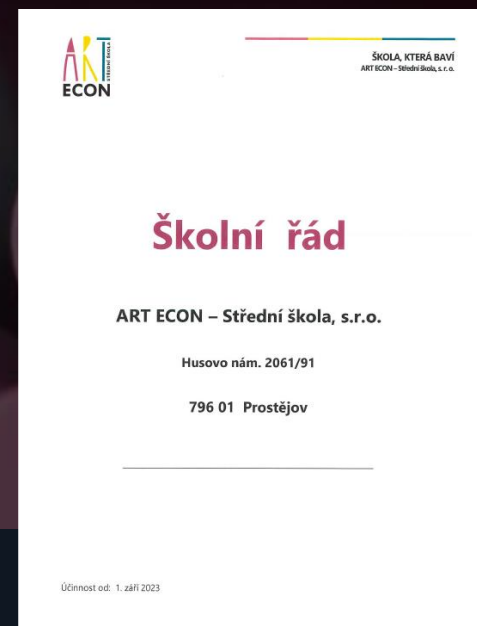 ART
STŘEDNÍ ŠKOLA
ECON
ŠKOLA, KTERÁ BAVÍ
ART ECON – Střední škola, s. r. o.
Školní řád
ART ECON – Střední škola, s.r.o.
Husovo nám. 2061/91
796 01 Prostějov
Účinnost od: 1. září 2023